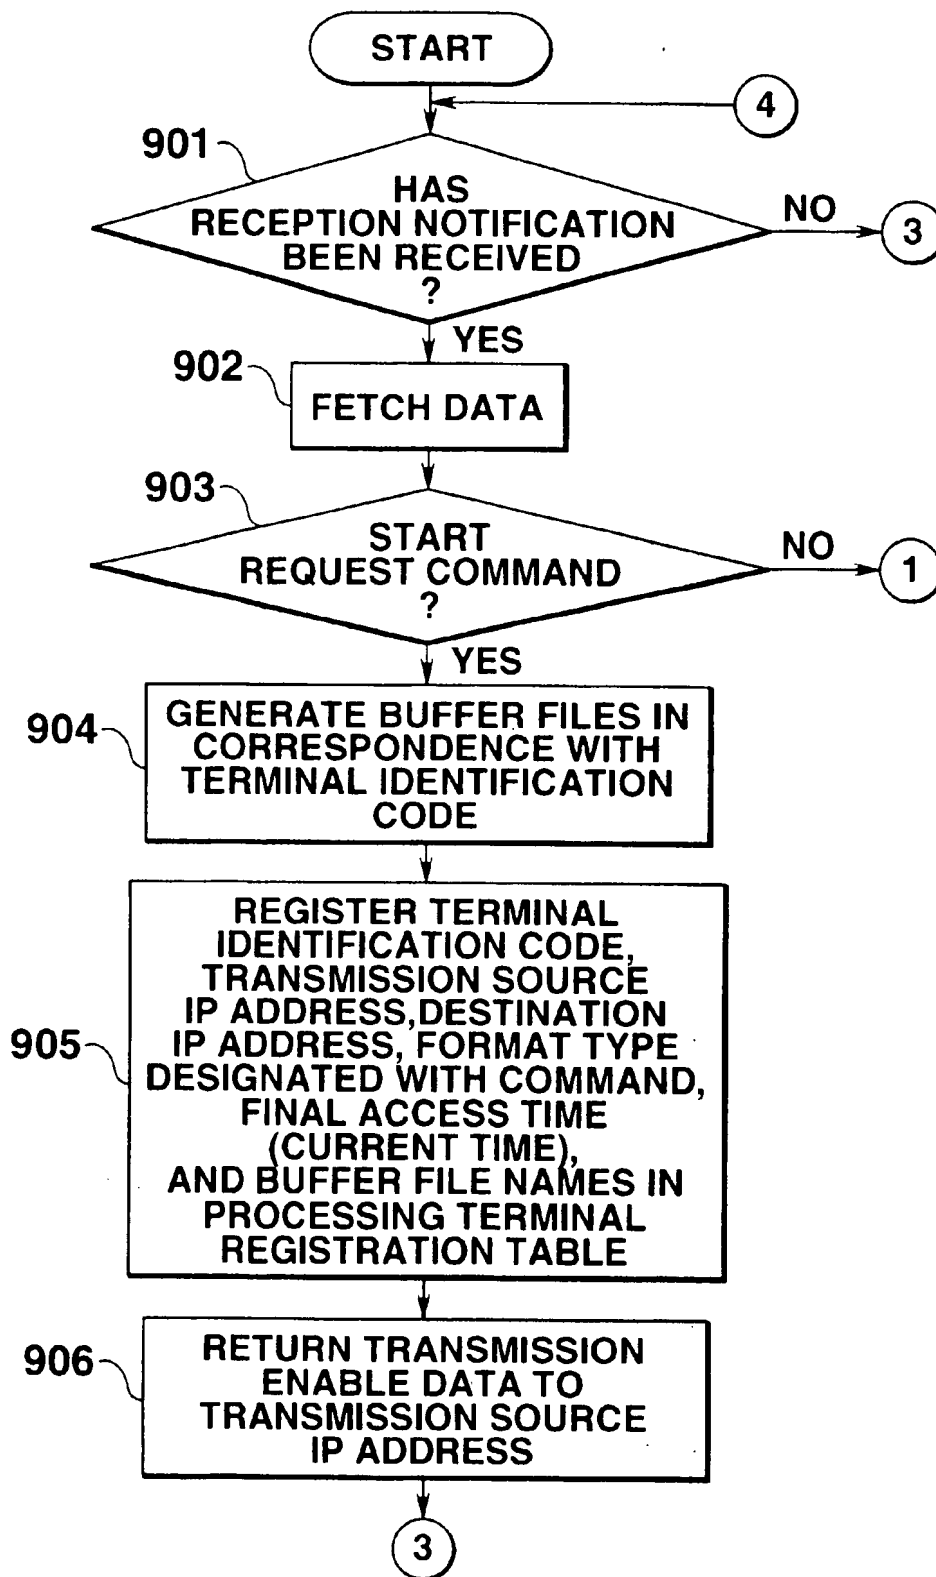 START
4
901
HAS
RECEPTION NOTIFICATION
BEEN RECEIVED
?
NO
3
YES
902
FETCH DATA
903
START
REQUEST COMMAND
?
NO
1
YES
904
GENERATE BUFFER FILES IN
CORRESPONDENCE WITH
TERMINAL IDENTIFICATION
CODE
905
REGISTER TERMINAL
IDENTIFICATION CODE,
TRANSMISSION SOURCE
IP ADDRESS,DESTINATION
IP ADDRESS, FORMAT TYPE
DESIGNATED WITH COMMAND,
FINAL ACCESS TIME
(CURRENT TIME),
AND BUFFER FILE NAMES IN
PROCESSING TERMINAL
REGISTRATION TABLE
906
RETURN TRANSMISSION
ENABLE DATA TO
TRANSMISSION SOURCE
IP ADDRESS
3